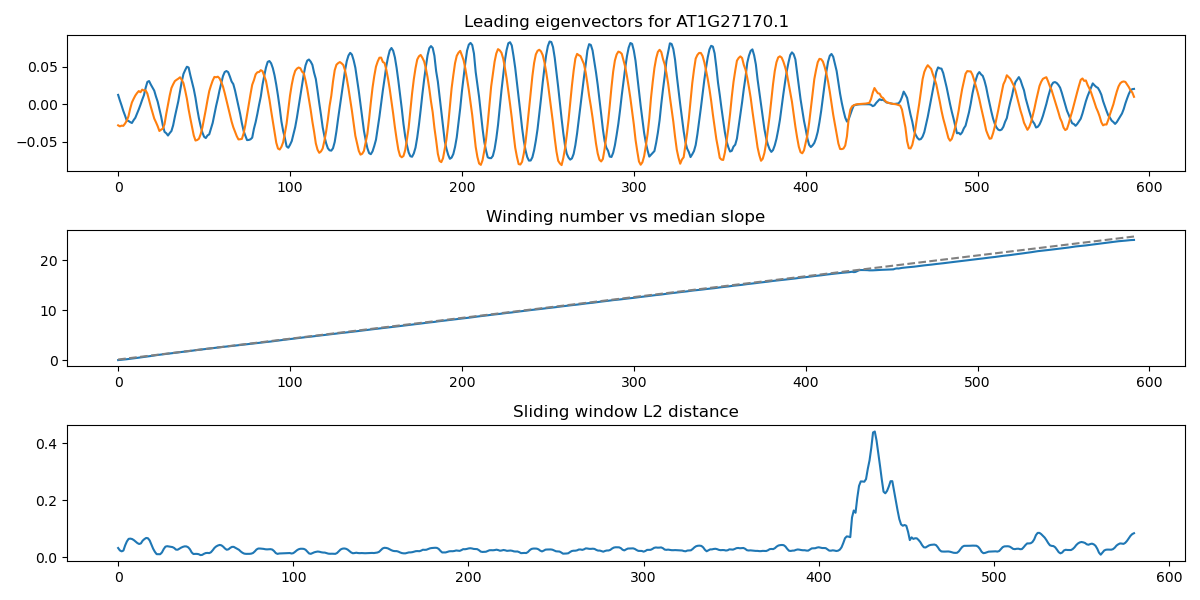 Leading eigenvectors for AT1G27170.1
0.05
0.00
−0.05
0 100 200 300 400 500 600
Winding number vs median slope
20
10
0
0 100 200 300 400 500 600
Sliding window L2 distance
0.4
0.2
0.0
0 100 200 300 400 500 600